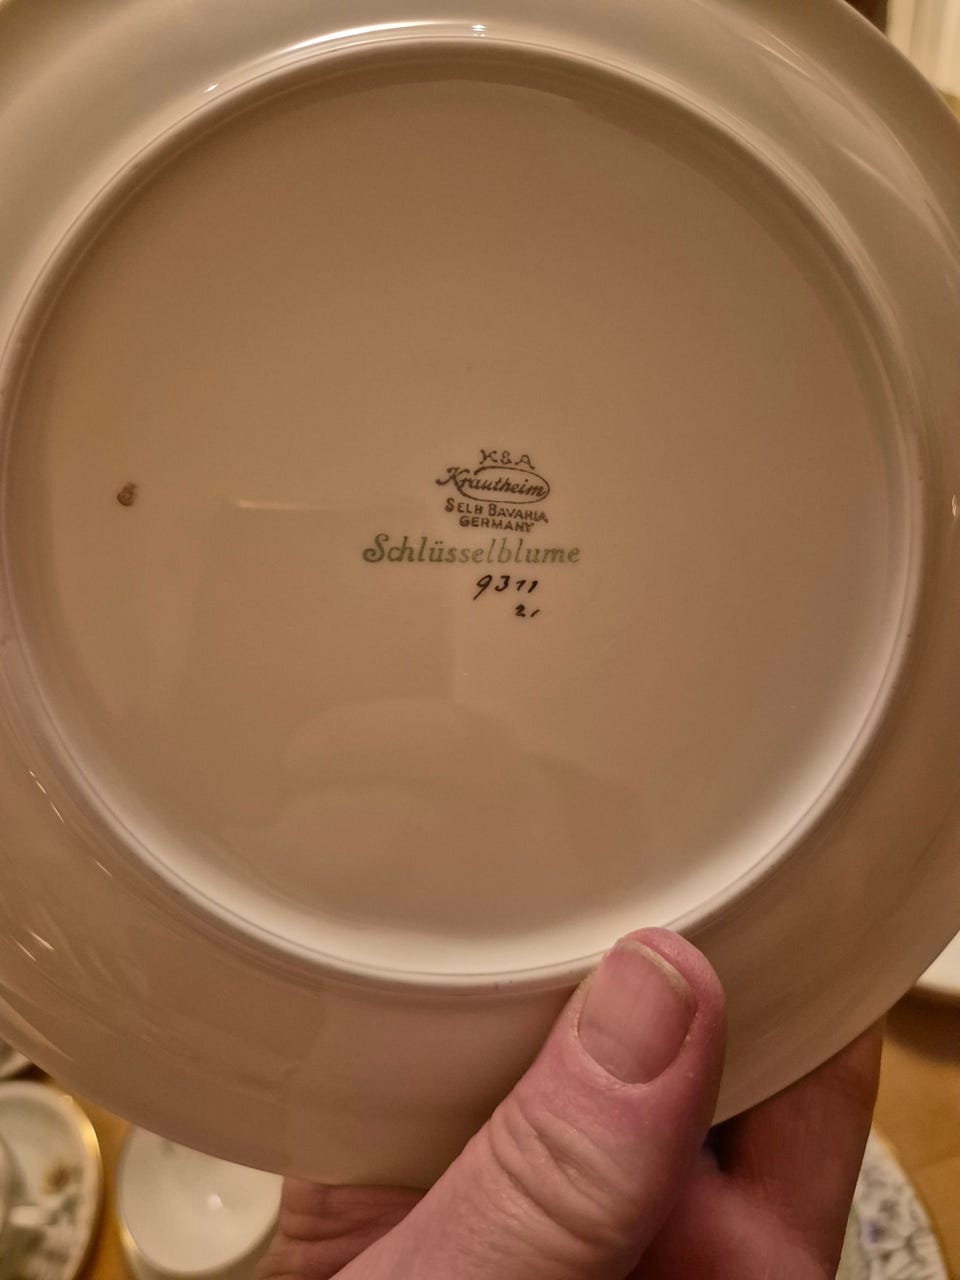 K&A
Krautheim
SELB BAVARIA
GERMANY
Schlüsselblume
9311
21